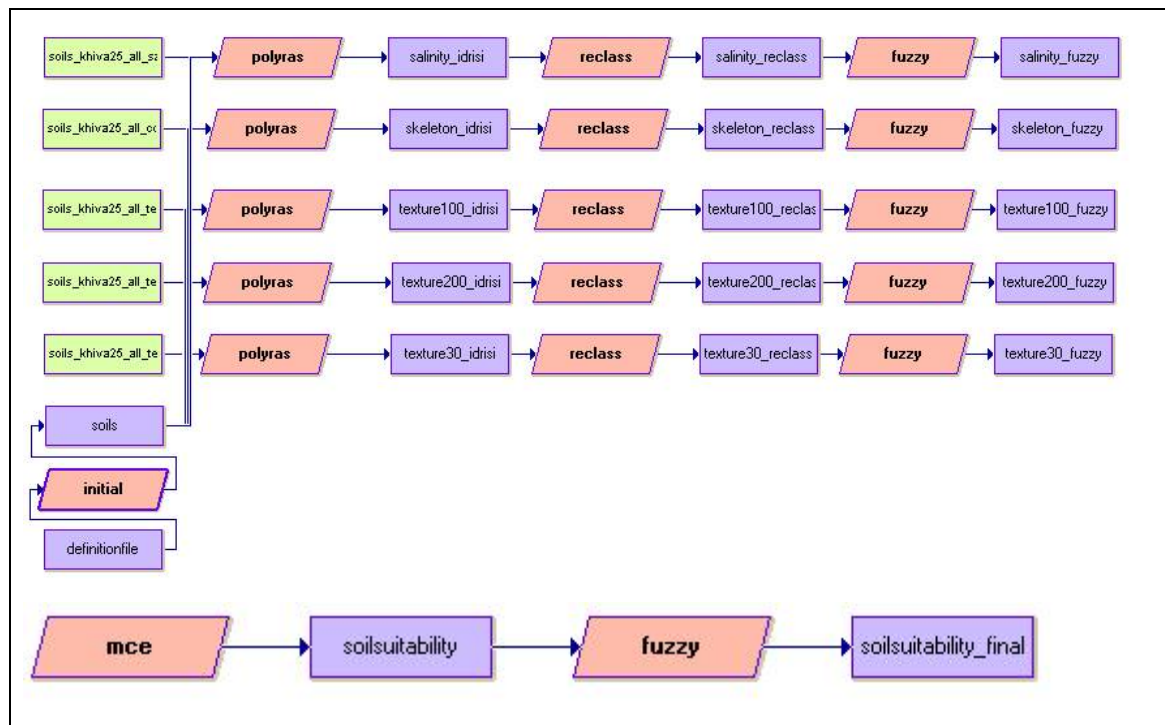 soils_khiva25_all_sa polyras salinity_idrisi reclass salinity_reclass fuzzy salinity_fuzzy
soils_khiva25_all_co polyras skeleton_idrisi reclass skeleton_reclass fuzzy skeleton_fuzzy
soils_khiva25_all_te polyras texture100_idrisi reclass texture100_reclas fuzzy texture100_fuzzy
soils_khiva25_all_te polyras texture200_idrisi reclass texture200_reclas fuzzy texture200_fuzzy
soils_khiva25_all_te polyras texture30_idrisi reclass texture30_reclass fuzzy texture30_fuzzy
soils
initial
definitionfile
mce soilsuitability fuzzy soilsuitability_final